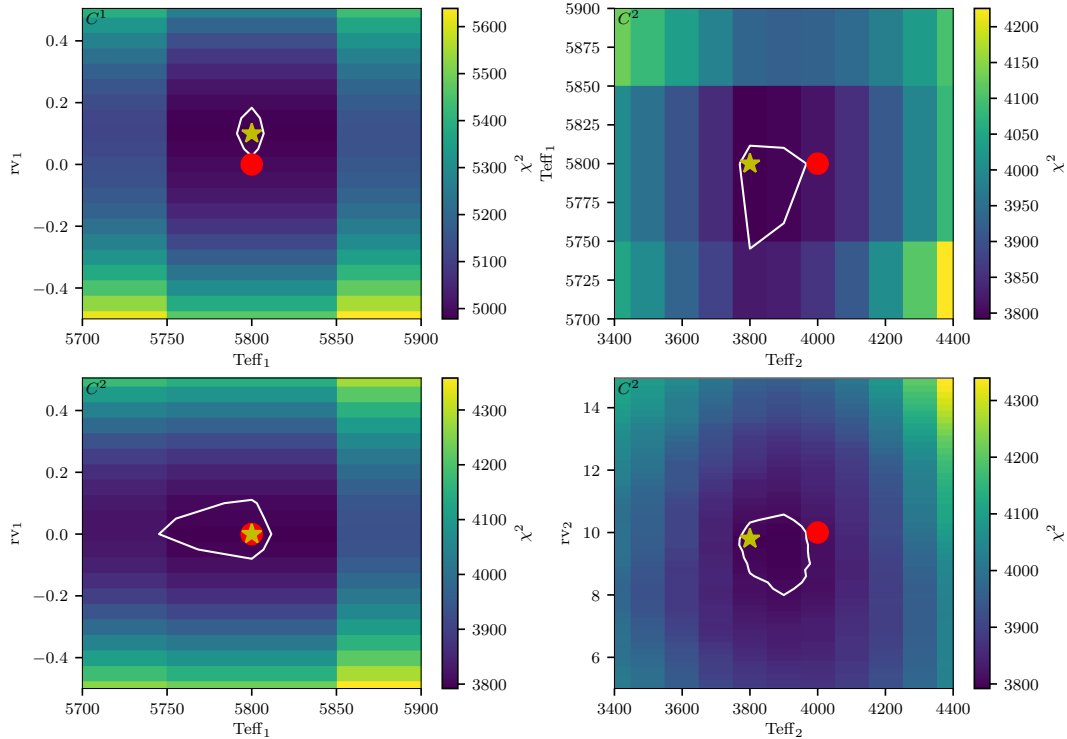 C¹
0.4
0.2
0.0
−0.2
−0.4
rv₁
5700 5750 5800 5850 5900
Teff₁
5600
5500
5400
5300
5200
5100
5000
χ²
C²
5900
5875
5850
5825
5800
5775
5750
5725
5700
Teff₁
3400 3600 3800 4000 4200 4400
Teff₂
4200
4150
4100
4050
4000
3950
3900
3850
3800
χ²
C²
0.4
0.2
0.0
−0.2
−0.4
rv₁
5700 5750 5800 5850 5900
Teff₁
4300
4200
4100
4000
3900
3800
χ²
C²
14
12
10
8
6
rv₂
3400 3600 3800 4000 4200 4400
Teff₂
4300
4200
4100
4000
3900
3800
χ²